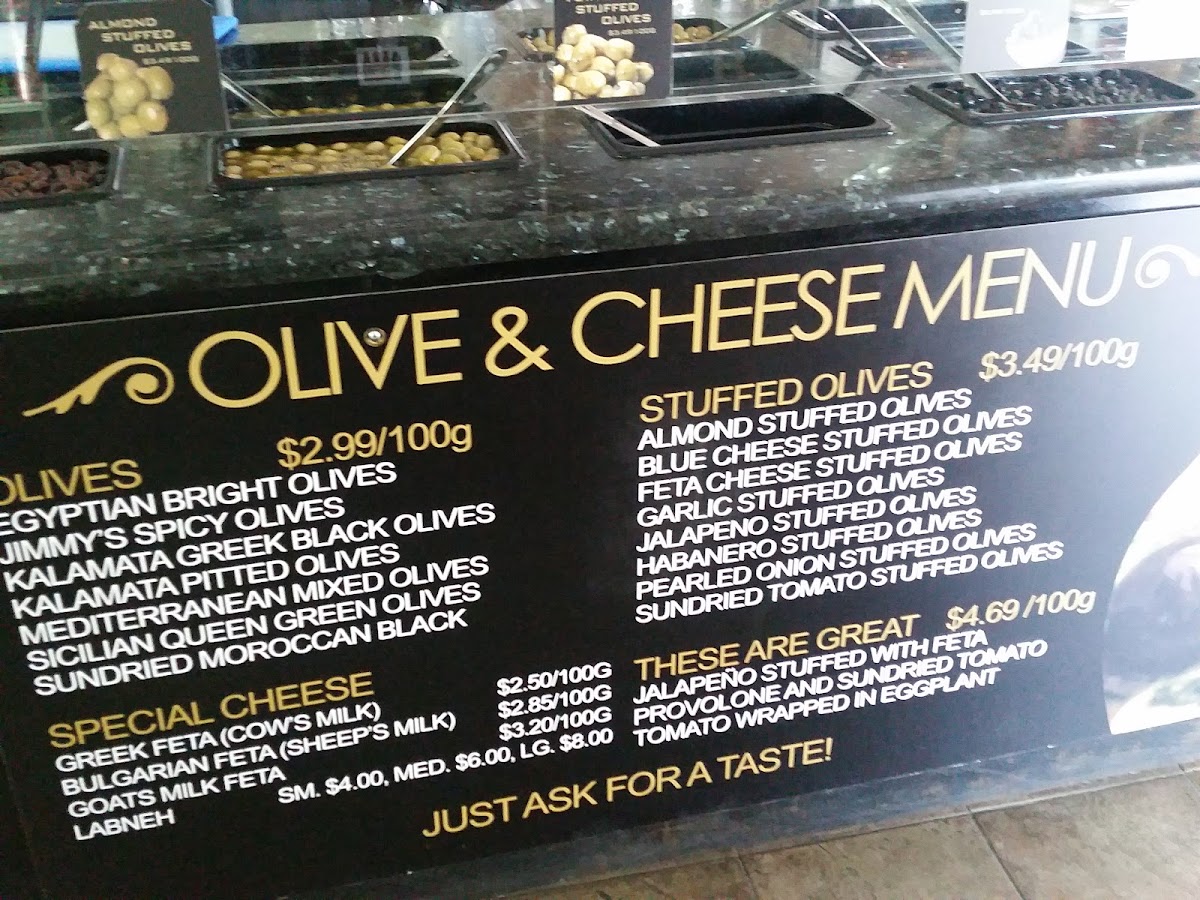 ALMOND
STUFFED
OLIVES
$3.49/100G
STUFFED
OLIVES
$3.49/100G
OLIVE & CHEESE MENU
OLIVES $2.99/100g
EGYPTIAN BRIGHT OLIVES
JIMMY'S SPICY OLIVES
KALAMATA GREEK BLACK OLIVES
KALAMATA PITTED OLIVES
MEDITERRANEAN MIXED OLIVES
SICILIAN QUEEN GREEN OLIVES
SUNDRIED MOROCCAN BLACK
SPECIAL CHEESE
GREEK FETA (COW'S MILK) $2.50/100G
BULGARIAN FETA (SHEEP'S MILK) $2.85/100G
GOATS MILK FETA $3.20/100G
LABNEH SM. $4.00, MED. $6.00, LG. $8.00
STUFFED OLIVES $3.49/100g
ALMOND STUFFED OLIVES
BLUE CHEESE STUFFED OLIVES
FETA CHEESE STUFFED OLIVES
GARLIC STUFFED OLIVES
JALAPENO STUFFED OLIVES
HABANERO STUFFED OLIVES
PEARLED ONION STUFFED OLIVES
SUNDRIED TOMATO STUFFED OLIVES
THESE ARE GREAT $4.69 /100g
JALAPEÑO STUFFED WITH FETA
PROVOLONE AND SUNDRIED TOMATO
TOMATO WRAPPED IN EGGPLANT
JUST ASK FOR A TASTE!